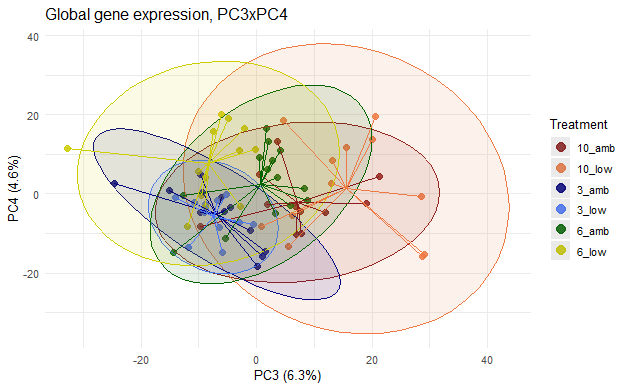 Global gene expression, PC3xPC4
40
20
0
-20
PC4 (4.6%)
-20
0
20
40
PC3 (6.3%)
Treatment
10_amb
10_low
3_amb
3_low
6_amb
6_low